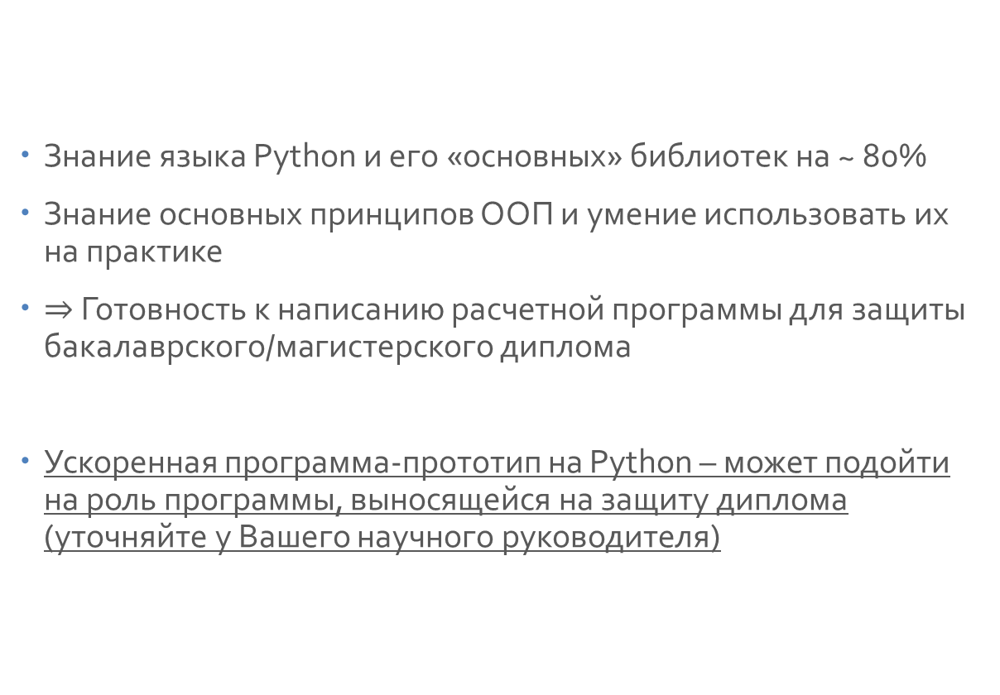 • Знание языка Python и его «основных» библиотек на ~ 80%
• Знание основных принципов ООП и умение использовать их
на практике
• ⇒ Готовность к написанию расчетной программы для защиты
бакалаврского/магистерского диплома
• Ускоренная программа-прототип на Python – может подойти
на роль программы, выносящейся на защиту диплома
(уточняйте у Вашего научного руководителя)